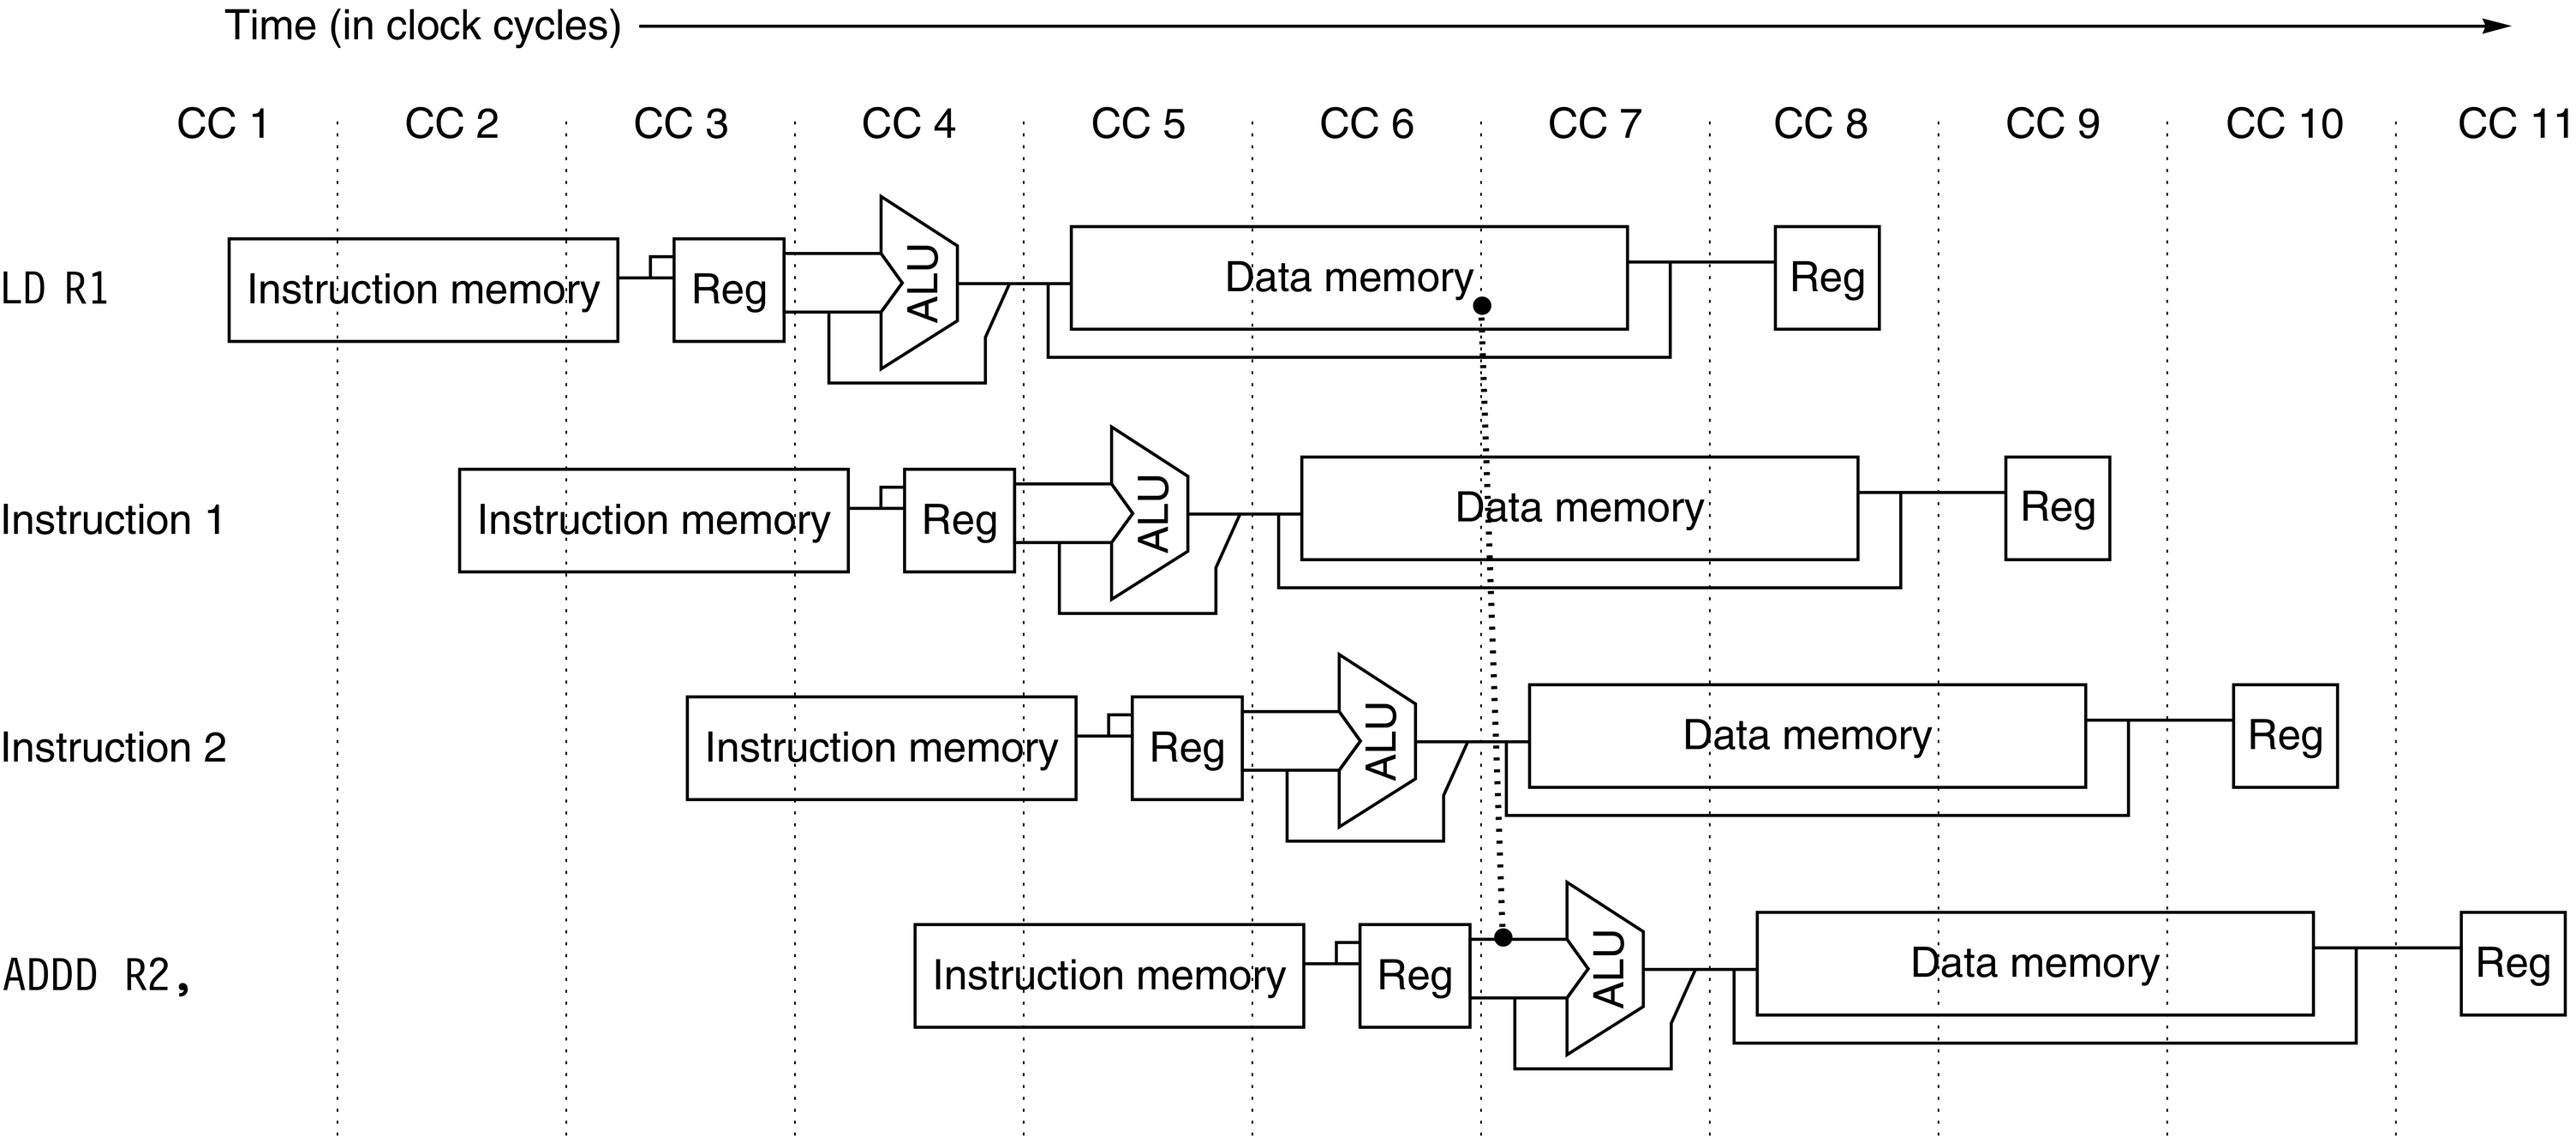 Time (in clock cycles)
CC 1 CC 2 CC 3 CC 4 CC 5 CC 6 CC 7 CC 8 CC 9 CC 10 CC 11
LD R1 Instruction memory Reg ALU Data memory Reg
Instruction 1 Instruction memory Reg ALU Data memory Reg
Instruction 2 Instruction memory Reg ALU Data memory Reg
ADDD R2, Instruction memory Reg ALU Data memory Reg